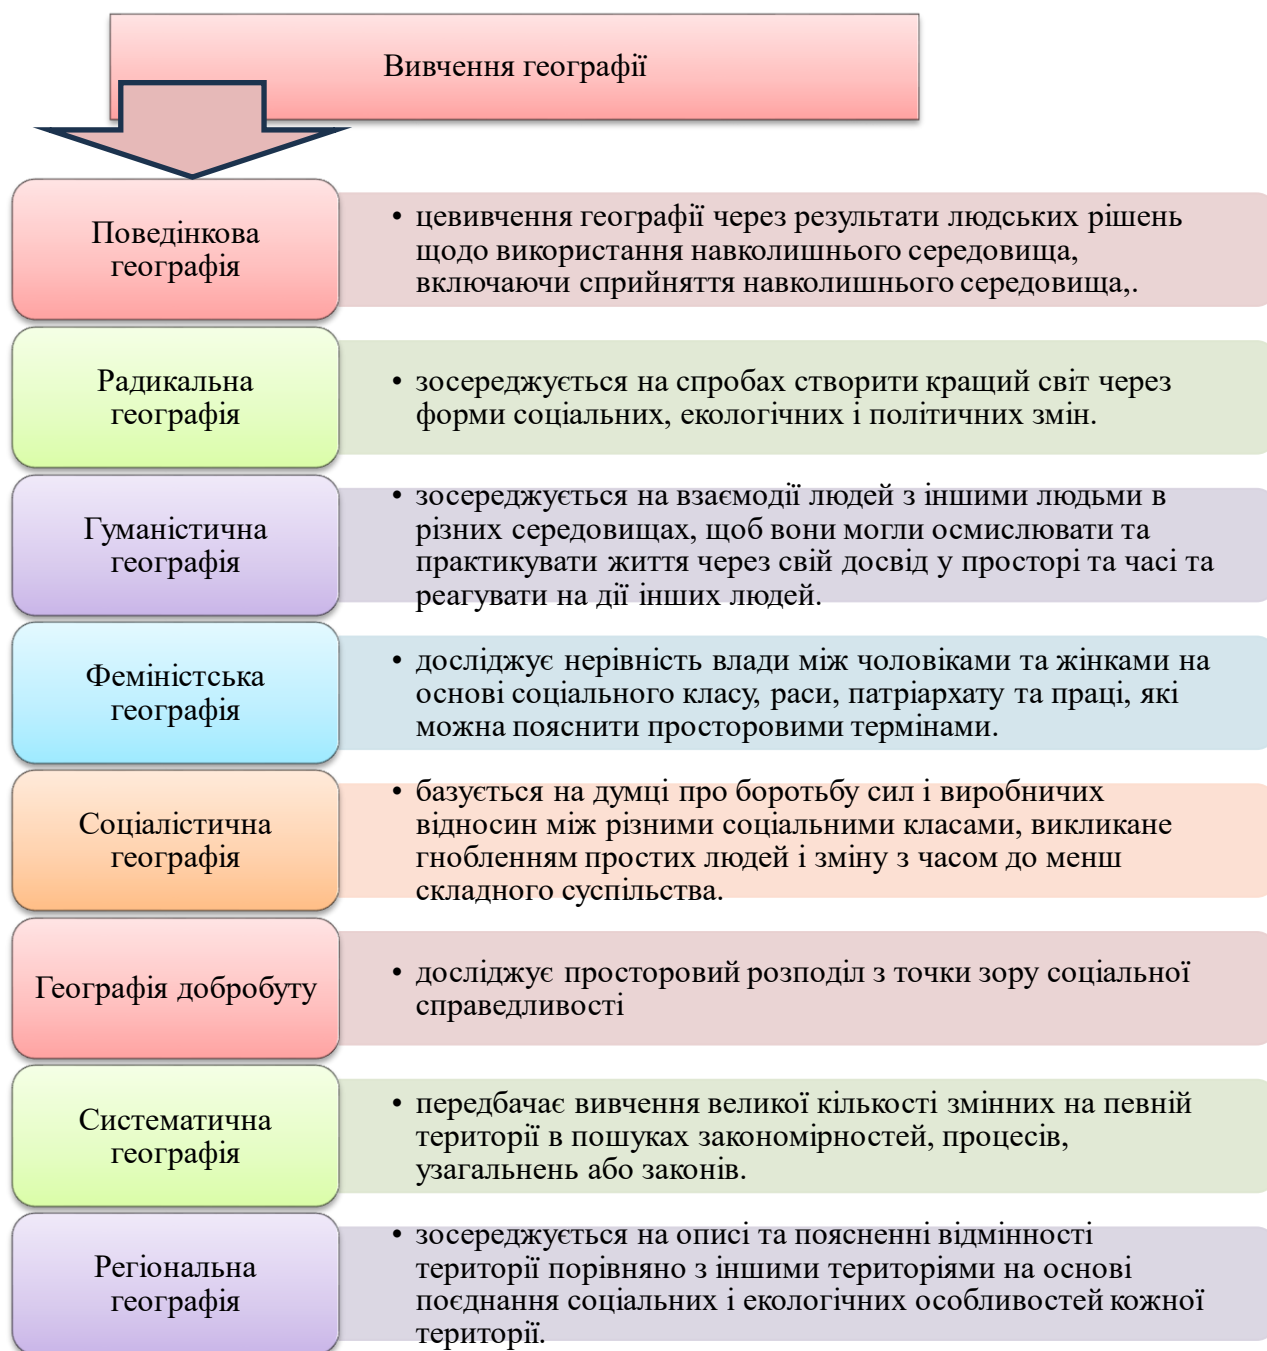 Вивчення географії
Поведінкова
географія
• цевивчення географії через результати людських рішень
щодо використання навколишнього середовища,
включаючи сприйняття навколишнього середовища,.
Радикальна
географія
• зосереджується на спробах створити кращий світ через
форми соціальних, екологічних і політичних змін.
Гуманістична
географія
• зосереджується на взаємодії людей з іншими людьми в
різних середовищах, щоб вони могли осмислювати та
практикувати життя через свій досвід у просторі та часі та
реагувати на дії інших людей.
Феміністська
географія
• досліджує нерівність влади між чоловіками та жінками на
основі соціального класу, раси, патріархату та праці, які
можна пояснити просторовими термінами.
Соціалістична
географія
• базується на думці про боротьбу сил і виробничих
відносин між різними соціальними класами, викликане
гнобленням простих людей і зміну з часом до менш
складного суспільства.
Географія добробуту
• досліджує просторовий розподіл з точки зору соціальної
справедливості
Систематична
географія
• передбачає вивчення великої кількості змінних на певній
території в пошуках закономірностей, процесів,
узагальнень або законів.
Регіональна
географія
• зосереджується на описі та поясненні відмінності
території порівняно з іншими територіями на основі
поєднання соціальних і екологічних особливостей кожної
території.